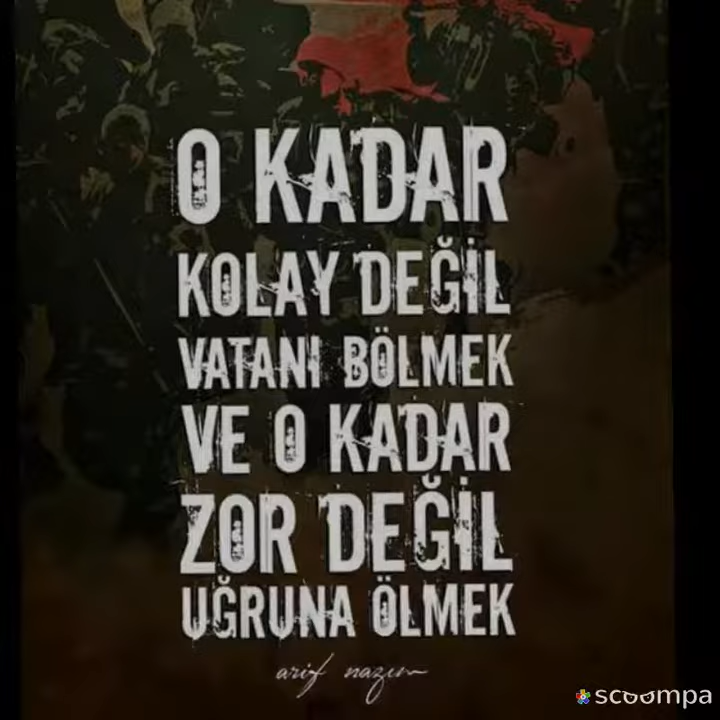 O KADAR
KOLAY DEĞİL
VATANI BÖLMEK
VE O KADAR
ZOR DEĞİL
UĞRUNA ÖLMEK
arif nazım
scoompa